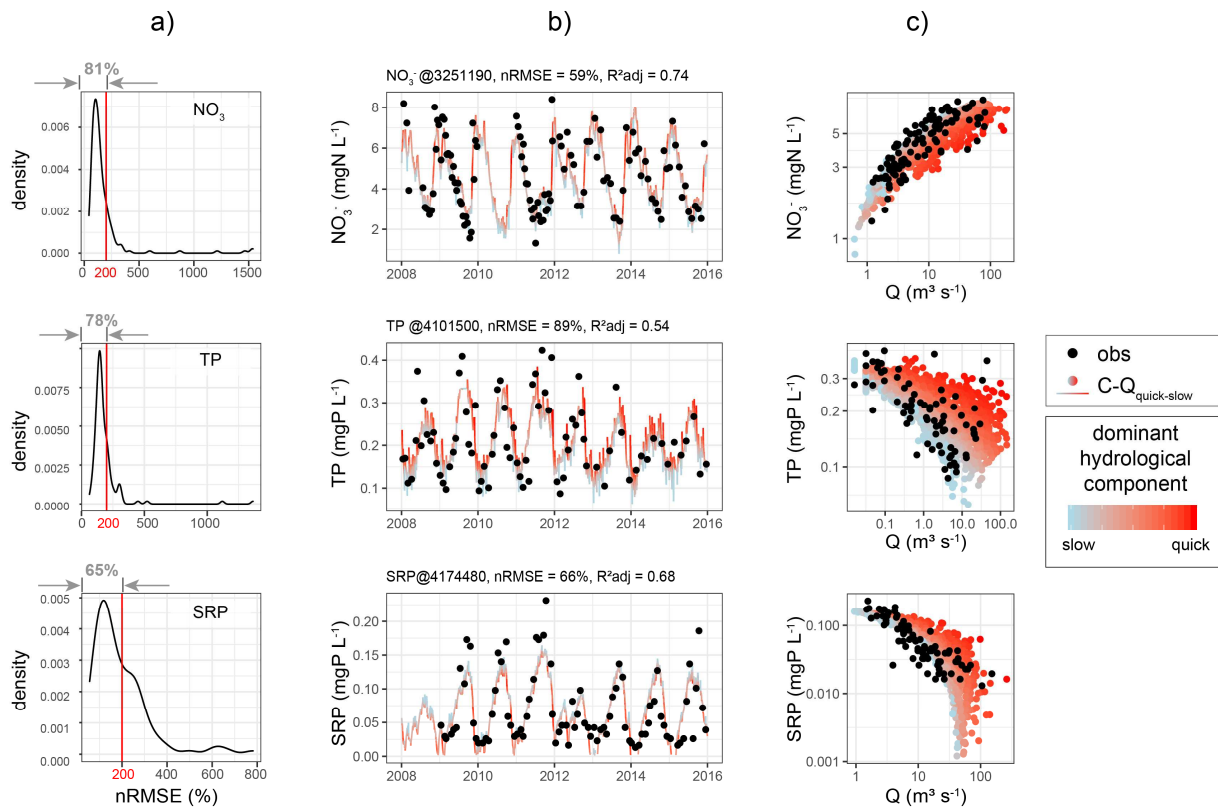 a)
b)
c)
81%
NO₃
density
0.006
0.004
0.002
0.000
0
200
500
1000
1500
NO₃⁻@3251190, nRMSE = 59%, R²adj = 0.74
NO₃⁻ (mgN L⁻¹)
8
6
4
2
2008
2010
2012
2014
2016
NO₃⁻ (mgN L⁻¹)
5
3
1
1
10
100
Q (m³ s⁻¹)
78%
TP
density
0.0075
0.0050
0.0025
0.0000
0
200
500
1000
TP @4101500, nRMSE = 89%, R²adj = 0.54
TP (mgP L⁻¹)
0.4
0.3
0.2
0.1
2008
2010
2012
2014
2016
TP (mgP L⁻¹)
0.3
0.2
0.1
0.1
1.0
10.0
100.0
Q (m³ s⁻¹)
obs
C-Qquick-slow
dominant
hydrological
component
slow
quick
65%
SRP
density
0.005
0.004
0.003
0.002
0.001
0.000
0
200
400
600
800
nRMSE (%)
SRP@4174480, nRMSE = 66%, R²adj = 0.68
SRP (mgP L⁻¹)
0.20
0.15
0.10
0.05
0.00
2008
2010
2012
2014
2016
SRP (mgP L⁻¹)
0.100
0.010
0.001
1
10
100
Q (m³ s⁻¹)